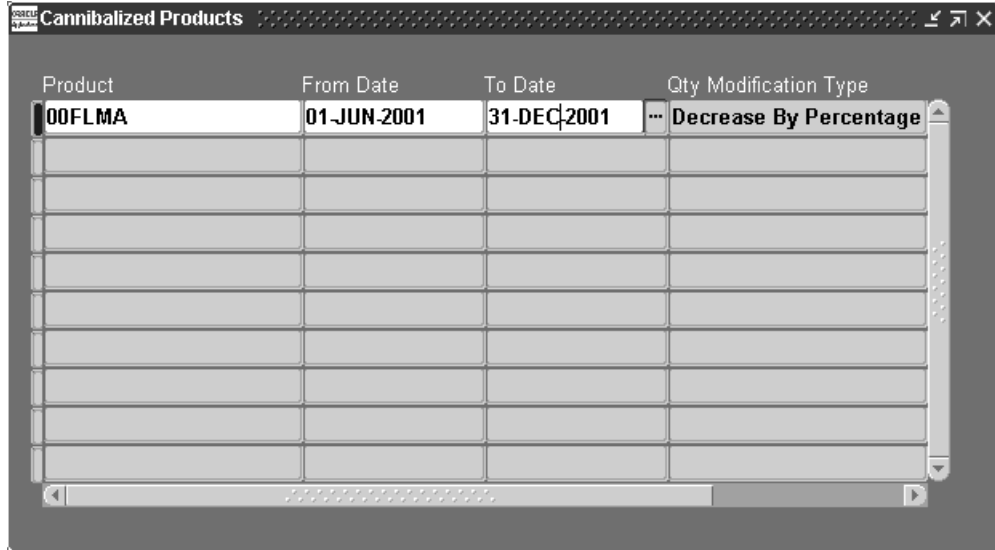 ORACLE
Cannibalized Products
Product From Date To Date Qty Modification Type
00FLMA 01-JUN-2001 31-DEC-2001 ... Decrease By Percentage